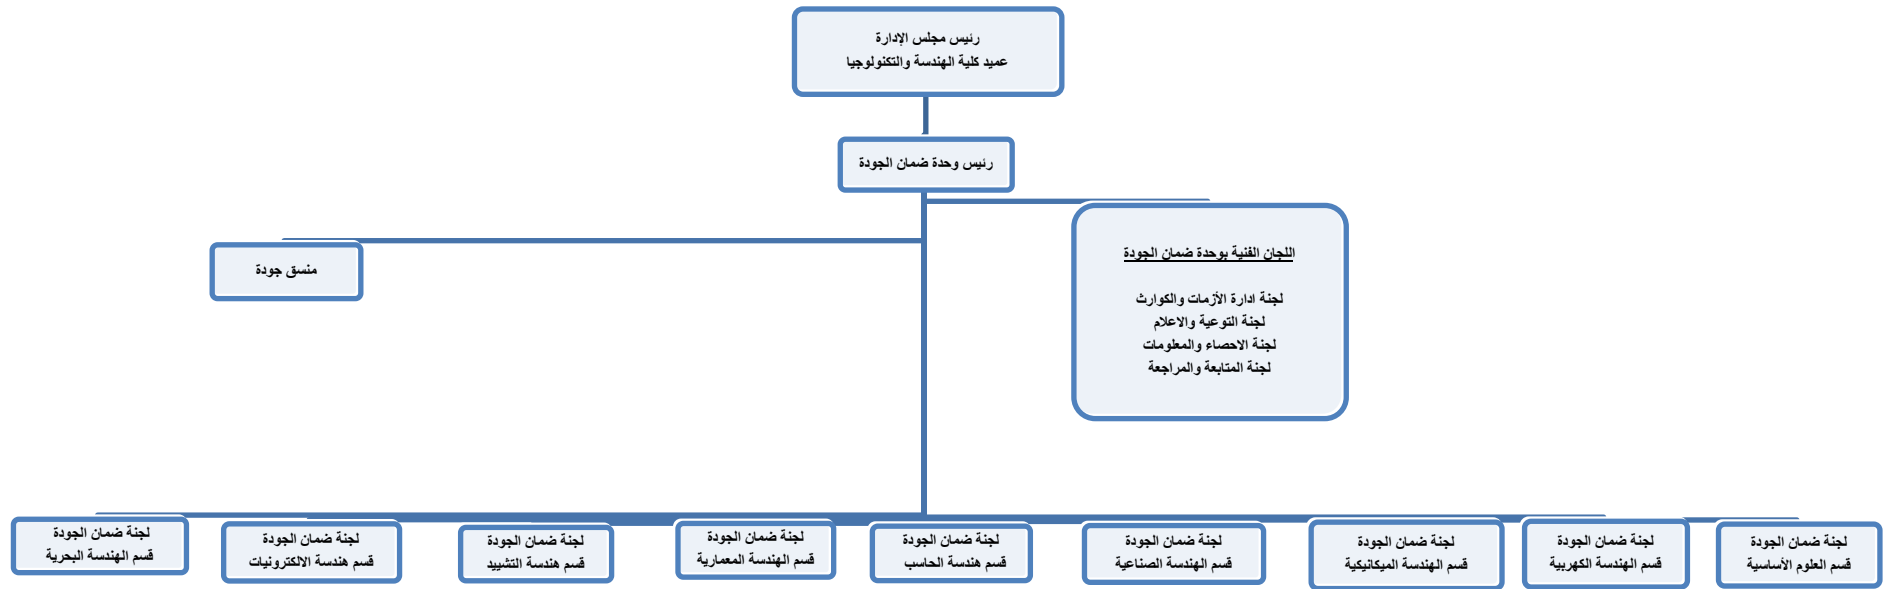 رئيس مجلس الإدارة
عميد كلية الهندسة والتكنولوجيا
رئيس وحدة ضمان الجودة
اللجان الفنية بوحدة ضمان الجودة
لجنة ادارة الأزمات والكوارث
لجنة التوعية والاعلام
لجنة الاحصاء والمعلومات
لجنة المتابعة والمراجعة
منسق جودة
لجنة ضمان الجودة
قسم العلوم الأساسية
لجنة ضمان الجودة
قسم الهندسة الكهربية
لجنة ضمان الجودة
قسم الهندسة الميكانيكية
لجنة ضمان الجودة
قسم الهندسة الصناعية
لجنة ضمان الجودة
قسم هندسة الحاسب
لجنة ضمان الجودة
قسم الهندسة المعمارية
لجنة ضمان الجودة
قسم هندسة التشييد
لجنة ضمان الجودة
قسم هندسة الالكترونيات
لجنة ضمان الجودة
قسم الهندسة البحرية